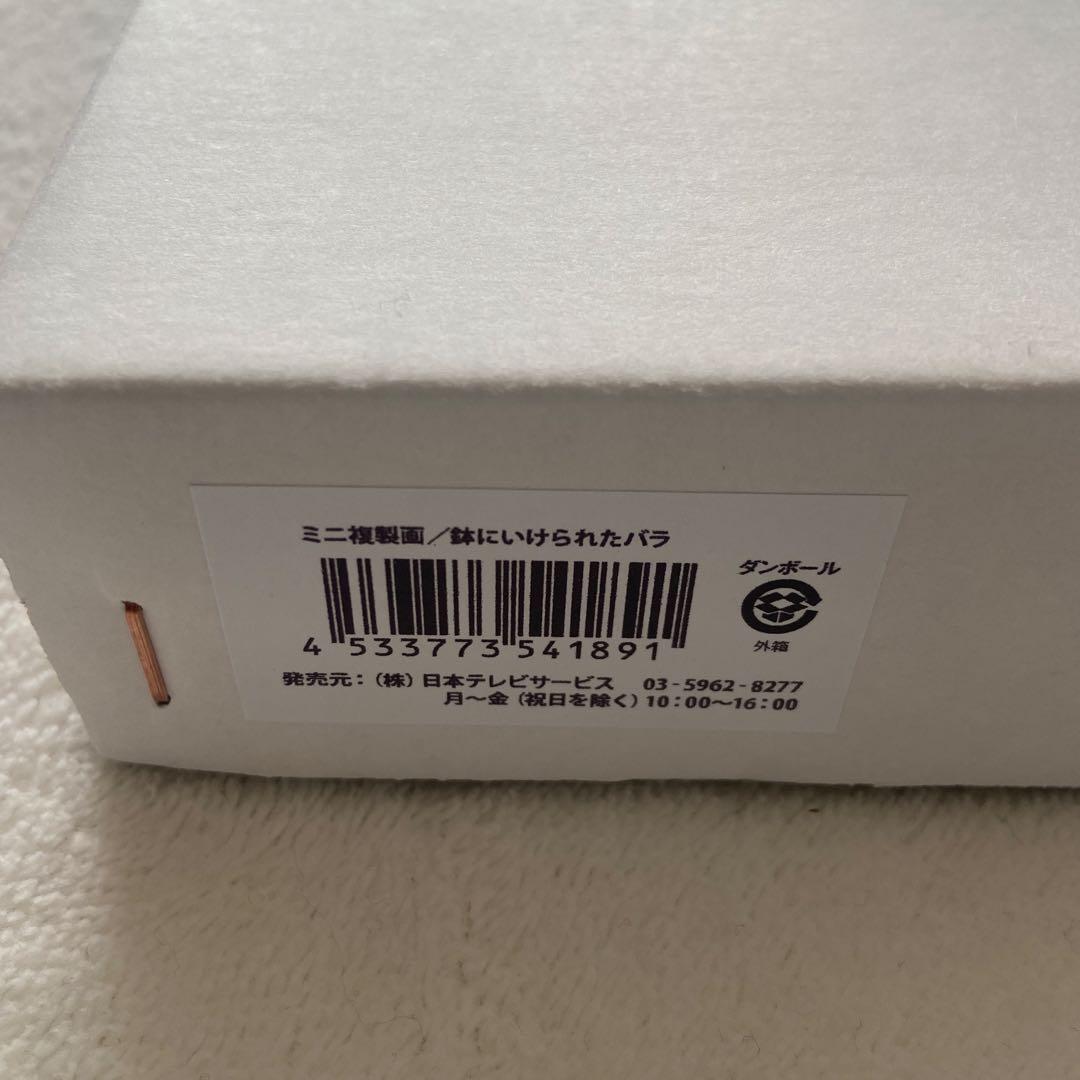 ミニ複製画／鉢にいけられたバラ
ダンボール
4 533773 541891
外箱
発売元：（株）日本テレビサービス 03-5962-8277
月〜金（祝日を除く）10：00〜16：00